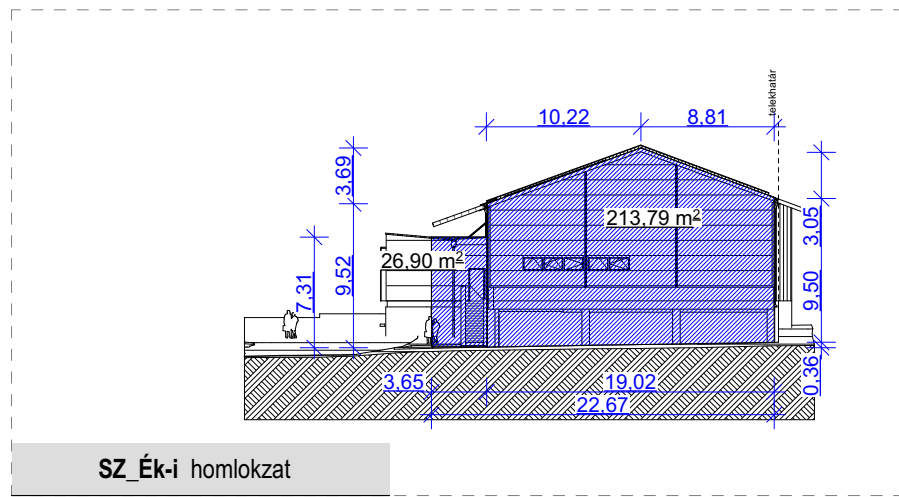 telekhatár
10,22
8,81
3,69
213,79 m²
3,05
26,90 m²
7,31
9,52
9,50
0,36
3,65
19,02
22,67
SZ_Ék-i homlokzat